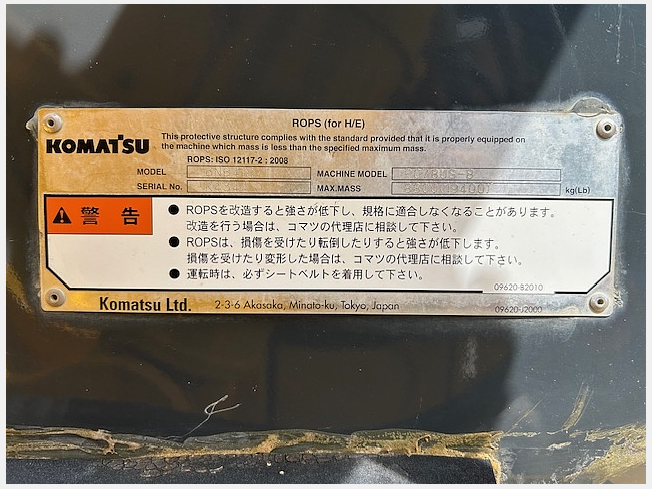 ROPS (for H/E)
KOMATSU
This protective structure complies with the standard provided that it is properly equipped on
the machine which mass is less than the specified maximum mass.
ROPS: ISO 12117-2 ; 2008
MODEL
MACHINE MODEL
SERIAL No.
MAX.MASS
kg(Lb)
警告
● ROPSを改造すると強さが低下し、規格に適合しなくなることがあります。
改造を行う場合は、コマツの代理店に相談して下さい。
● ROPSは、損傷を受けたり転倒したりすると強さが低下します。
損傷を受けたり変形した場合は、コマツの代理店に相談して下さい。
● 運転時は、必ずシートベルトを着用して下さい。
09620-B2010
Komatsu Ltd. 2-3-6 Akasaka, Minato-ku, Tokyo, Japan
09620-J2000